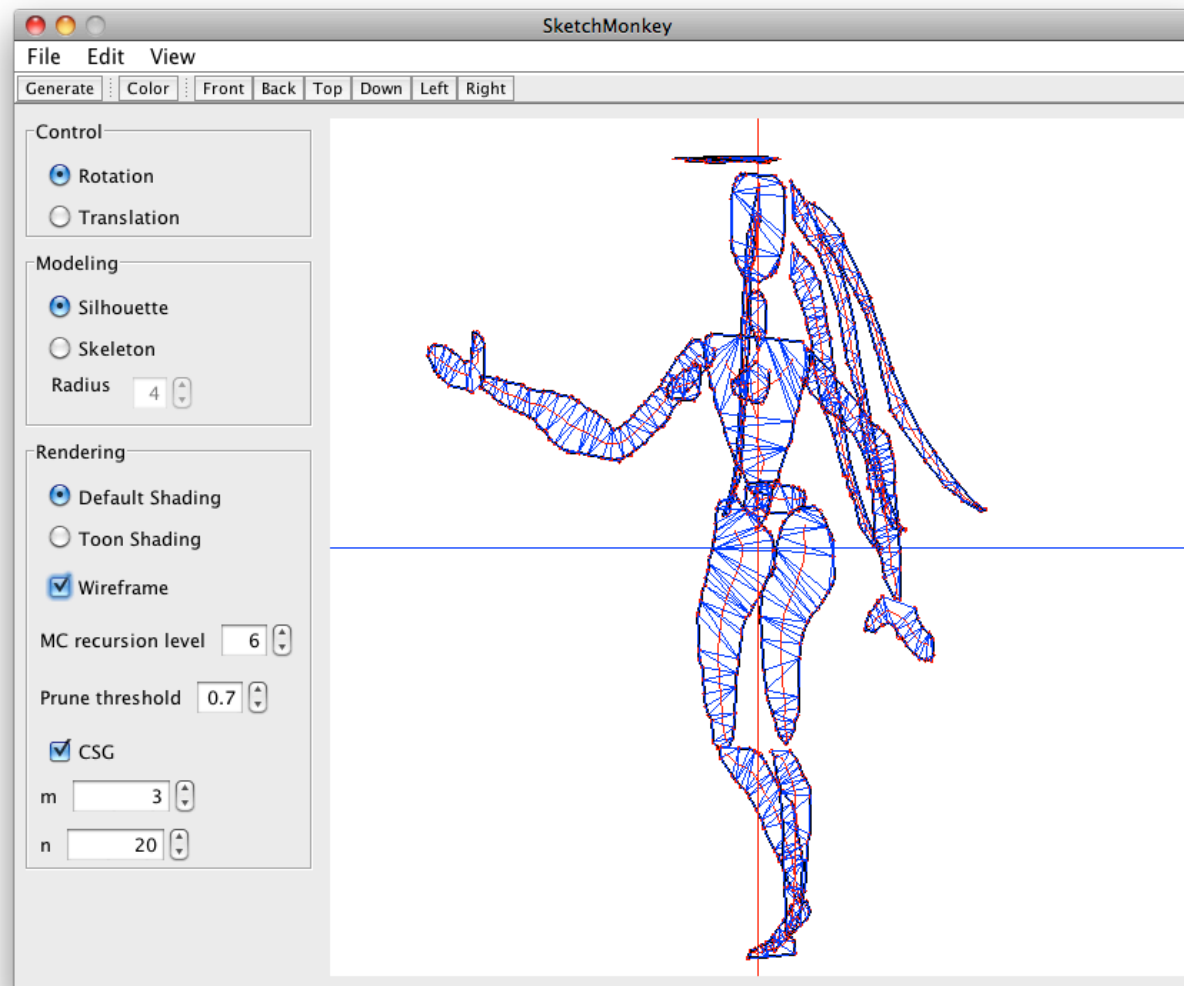 SketchMonkey
File Edit View
Generate Color Front Back Top Down Left Right
Control
Rotation
Translation
Modeling
Silhouette
Skeleton
Radius 4
Rendering
Default Shading
Toon Shading
Wireframe
MC recursion level 6
Prune threshold 0.7
CSG
m 3
n 20